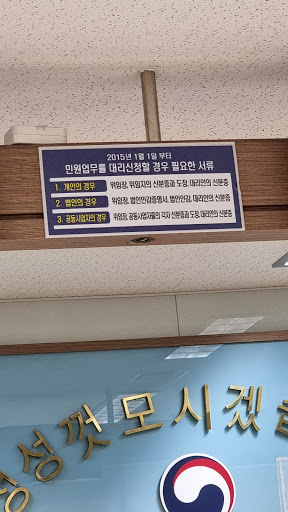 2015년 1월 1일 부터
민원업무를 대리신청할 경우 필요한 서류
1. 개인의 경우 위임장, 위임자의 신분증과 도장, 대리인의 신분증
2. 법인의 경우 위임장, 법인인감증명서, 법인인감, 대리인의 신분증
3. 공동사업자의 경우 위임장, 공동사업자들의 각자 신분증과 도장, 대리인의 신분증
정성껏 모시겠습